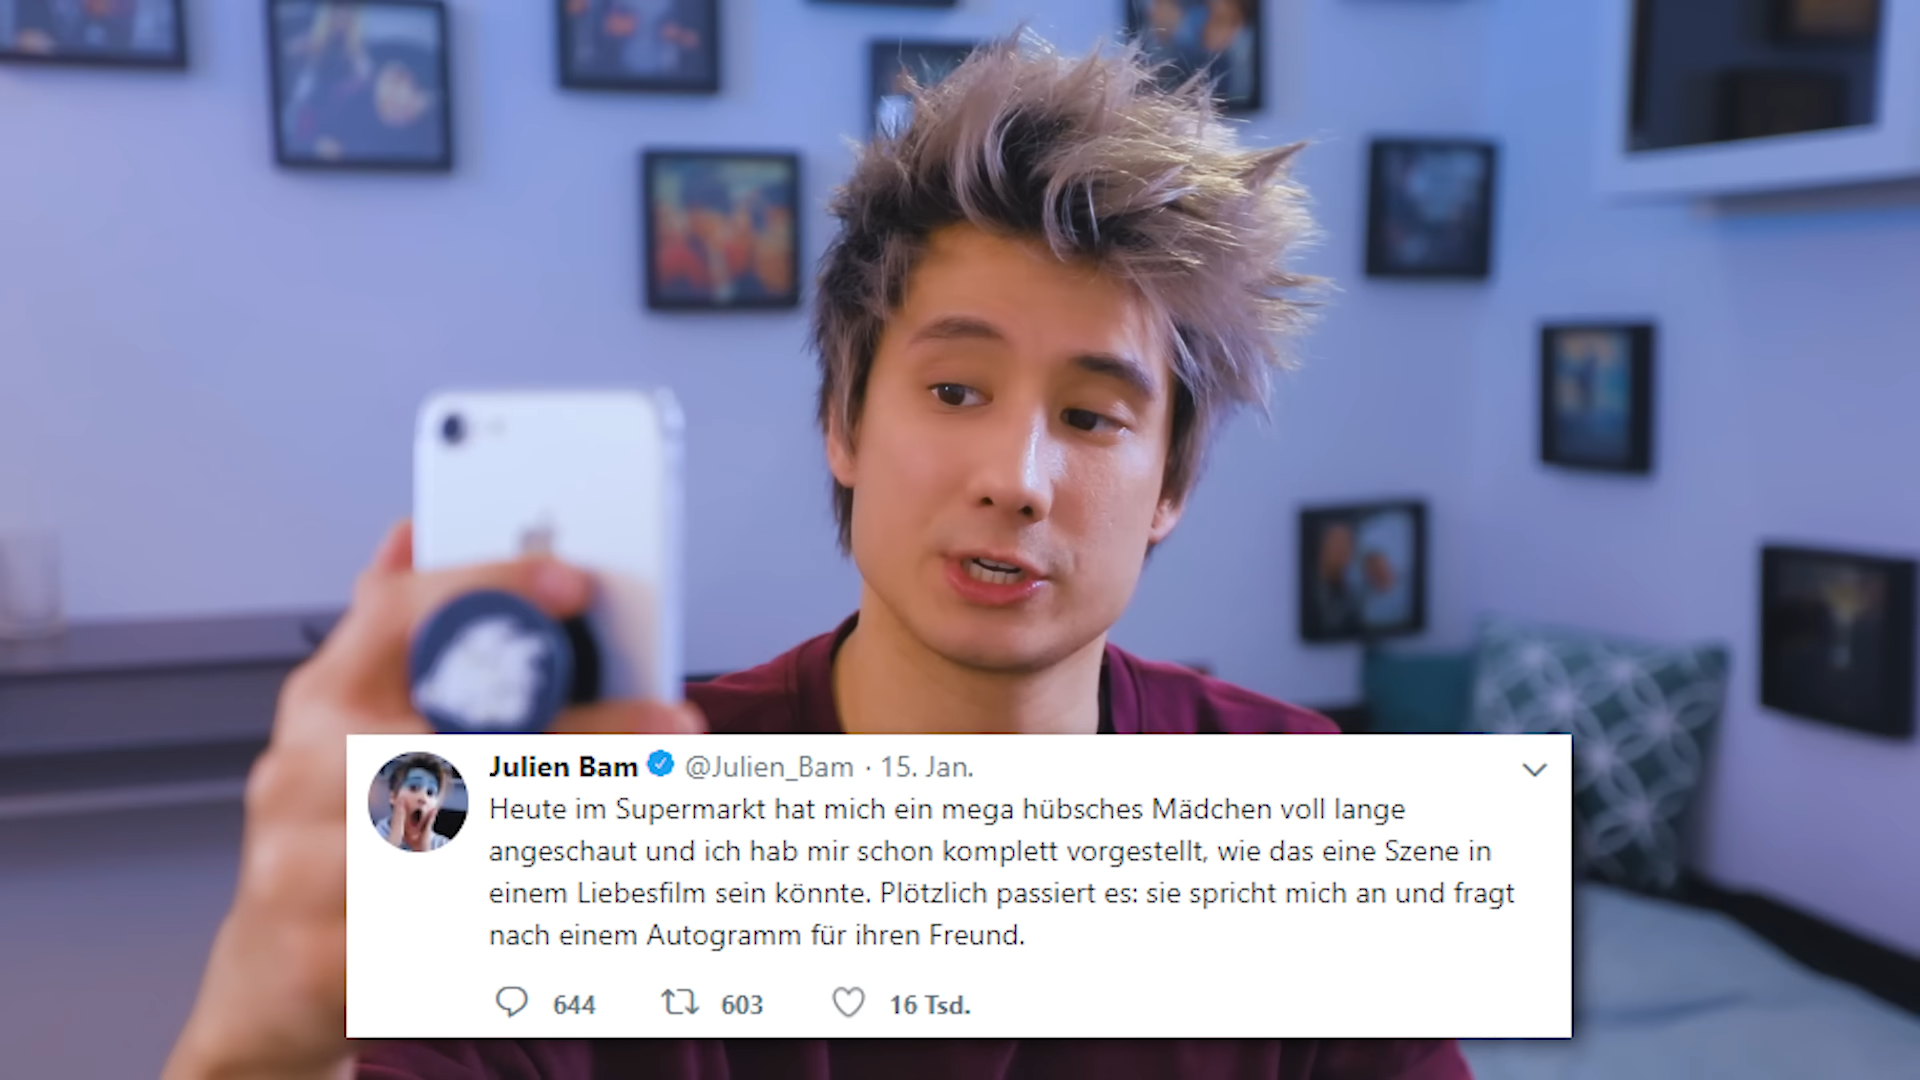 Julien Bam @Julien_Bam · 15. Jan.
Heute im Supermarkt hat mich ein mega hübsches Mädchen voll lange
angeschaut und ich hab mir schon komplett vorgestellt, wie das eine Szene in
einem Liebesfilm sein könnte. Plötzlich passiert es: sie spricht mich an und fragt
nach einem Autogramm für ihren Freund.
644 603 16 Tsd.